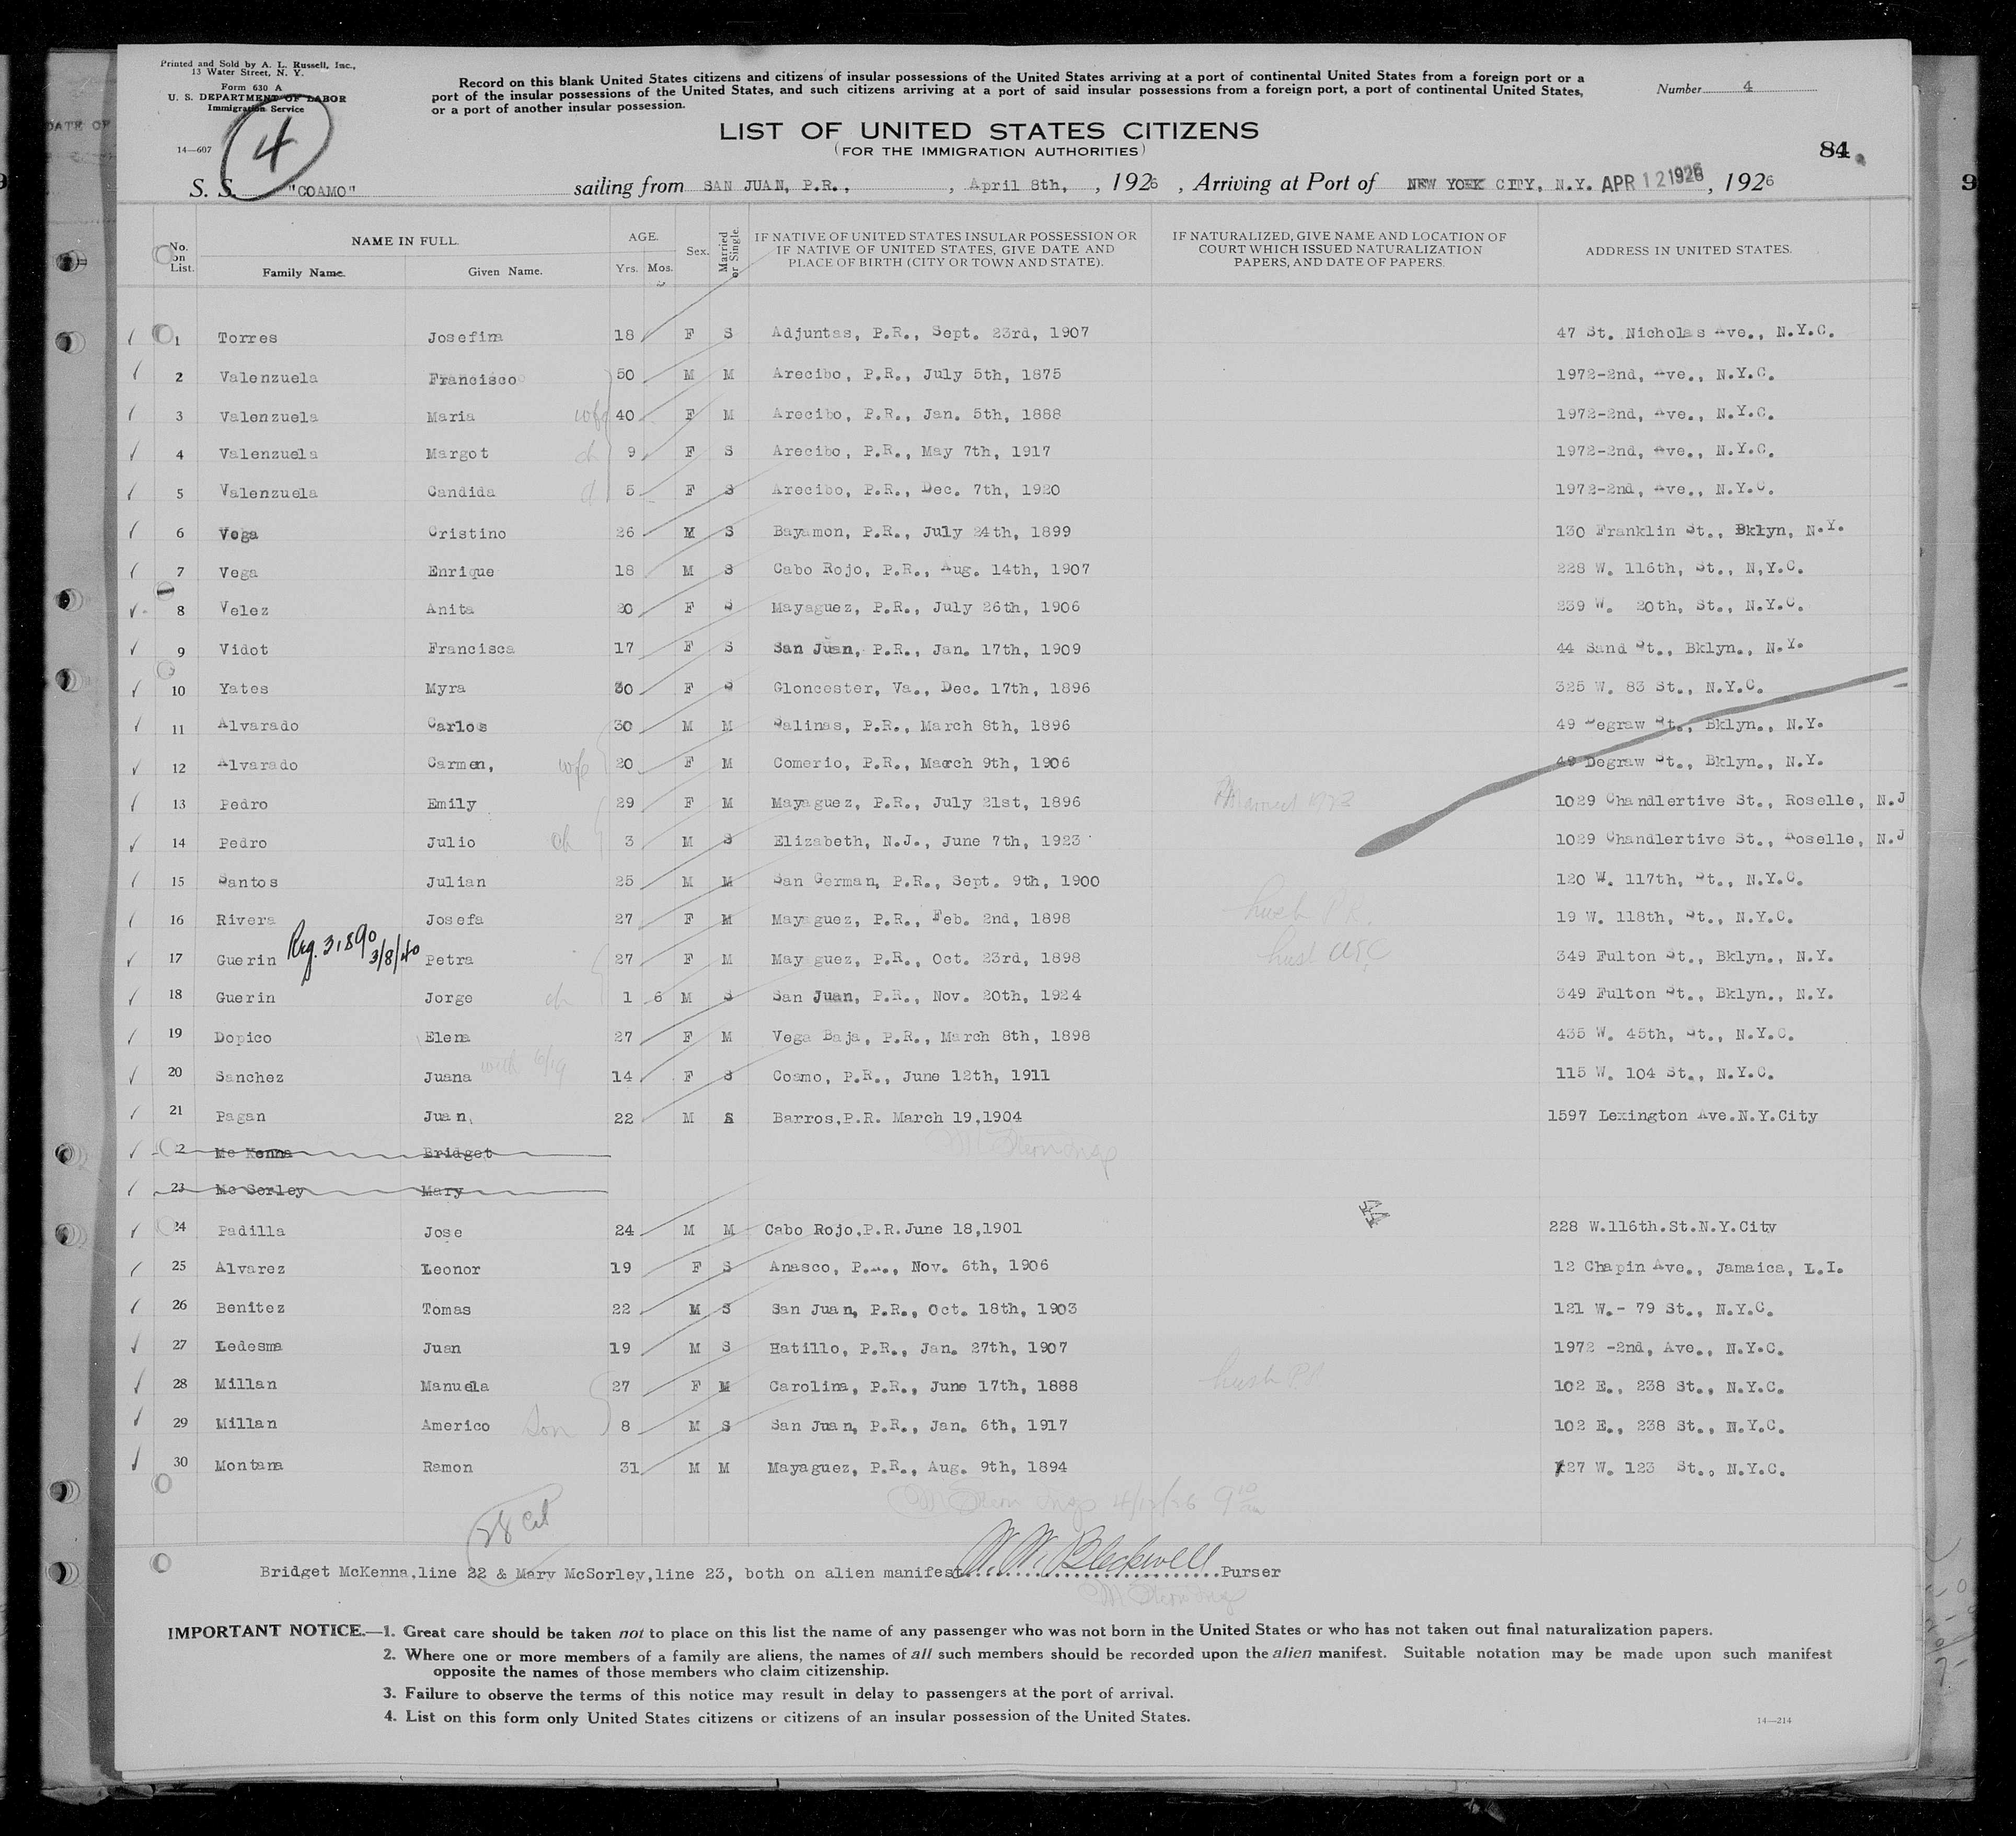 Printed and Sold by A. L. Russell, Inc.,
13 Water Street, N. Y.
Form 630 A
U. S. DEPARTMENT OF LABOR
Immigration Service
14—607
4
Record on this blank United States citizens and citizens of insular possessions of the United States arriving at a port of continental United States from a foreign port or a
port of the insular possessions of the United States, and such citizens arriving at a port of said insular possessions from a foreign port, a port of continental United States,
or a port of another insular possession.
Number 4
LIST OF UNITED STATES CITIZENS
(FOR THE IMMIGRATION AUTHORITIES)
84
S. S. "COAMO" sailing from SAN JUAN, P.R., , April 8th, , 1926 , Arriving at Port of NEW YORK CITY, N.Y. APR 12 1926 , 1926
No. on List. NAME IN FULL. Family Name. Given Name. AGE. Yrs. Mos. Sex. Married or Single. IF NATIVE OF UNITED STATES INSULAR POSSESSION OR IF NATIVE OF UNITED STATES, GIVE DATE AND PLACE OF BIRTH (CITY OR TOWN AND STATE). IF NATURALIZED, GIVE NAME AND LOCATION OF COURT WHICH ISSUED NATURALIZATION PAPERS, AND DATE OF PAPERS. ADDRESS IN UNITED STATES.
1 Torres Josefina 18 F S Adjuntas, P.R., Sept. 23rd, 1907 47 St. Nicholas Ave., N.Y.C.
2 Valenzuela Francisco 50 M M Arecibo, P.R., July 5th, 1875 1972-2nd, Ave., N.Y.C.
3 Valenzuela Maria wfe 40 F M Arecibo, P.R., Jan. 5th, 1888 1972-2nd, Ave., N.Y.C.
4 Valenzuela Margot ch 9 F S Arecibo, P.R., May 7th, 1917 1972-2nd, Ave., N.Y.C.
5 Valenzuela Candida 5 F S Arecibo, P.R., Dec. 7th, 1920 1972-2nd, Ave., N.Y.C.
6 Vega Cristino 26 M S Bayamon, P.R., July 24th, 1899 130 Franklin St., Bklyn, N.Y.
7 Vega Enrique 18 M S Cabo Rojo, P.R., Aug. 14th, 1907 228 W. 116th, St., N,Y.C.
8 Velez Anita 20 F S Mayaguez, P.R., July 26th, 1906 239 W. 20th, St., N.Y.C.
9 Vidot Francisca 17 F S San Juan, P.R., Jan. 17th, 1909 44 Sand St., Bklyn., N.Y.
10 Yates Myra 30 F S Gloncester, Va., Dec. 17th, 1896 325 W. 83 St., N.Y.C.
11 Alvarado Carlos 30 M M Salinas, P.R., March 8th, 1896 49 Degraw St., Bklyn., N.Y.
12 Alvarado Carmen, wfe 20 F M Comerio, P.R., March 9th, 1906 49 Degraw St., Bklyn., N.Y.
13 Pedro Emily 29 F M Mayaguez, P.R., July 21st, 1896 Married 1922 1029 Chandlertive St., Roselle, N.J
14 Pedro Julio ch 3 M S Elizabeth, N.J., June 7th, 1923 1029 Chandlertive St., Roselle, N.J
15 Santos Julian 25 M M San German, P.R., Sept. 9th, 1900 120 W. 117th, St., N.Y.C.
16 Rivera Josefa 27 F M Mayaguez, P.R., Feb. 2nd, 1898 husb P.R. 19 W. 118th, St., N.Y.C.
Reg. 31890 3/8/40
17 Guerin Petra 27 F M Mayaguez, P.R., Oct. 23rd, 1898 husb USC 349 Fulton St., Bklyn., N.Y.
18 Guerin Jorge ch 1 6 M S San Juan, P.R., Nov. 20th, 1924 349 Fulton St., Bklyn., N.Y.
19 Dopico Elena 27 F M Vega Baja, P.R., March 8th, 1898 435 W. 45th, St., N.Y.C.
20 Sanchez Juana with 6/19 14 F S Coamo, P.R., June 12th, 1911 115 W. 104 St., N.Y.C.
21 Pagan Juan, 22 M S Barros,P.R. March 19,1904 1597 Lexington Ave.N.Y.City
22 Mc Kenna Bridget
23 Mc Sorley Mary
24 Padilla Jose 24 M M Cabo Rojo,P.R.June 18,1901 228 W.116th.St.N.Y.City
25 Alvarez Leonor 19 F S Anasco, P.R., Nov. 6th, 1906 12 Chapin Ave., Jamaica, L.I.
26 Benitez Tomas 22 M S San Juan, P.R., Oct. 18th, 1903 121 W.- 79 St., N.Y.C.
27 Ledesma Juan 19 M S Hatillo, P.R., Jan. 27th, 1907 1972 -2nd, Ave., N.Y.C.
28 Millan Manuela 27 F M Carolina, P.R., June 17th, 1888 husb 102 E., 238 St., N.Y.C.
29 Millan Americo Son 8 M S San Juan, P.R., Jan. 6th, 1917 102 E., 238 St., N.Y.C.
30 Montana Ramon 31 M M Mayaguez, P.R., Aug. 9th, 1894 127 W. 123 St., N.Y.C.
28 Cit
Insp 4/12/26 9
Bridget McKenna,line 22 & Mary McSorley,line 23, both on alien manifest W. W. Blackwell Purser
IMPORTANT NOTICE.—1. Great care should be taken not to place on this list the name of any passenger who was not born in the United States or who has not taken out final naturalization papers.
2. Where one or more members of a family are aliens, the names of all such members should be recorded upon the alien manifest. Suitable notation may be made upon such manifest
opposite the names of those members who claim citizenship.
3. Failure to observe the terms of this notice may result in delay to passengers at the port of arrival.
4. List on this form only United States citizens or citizens of an insular possession of the United States.
14—214